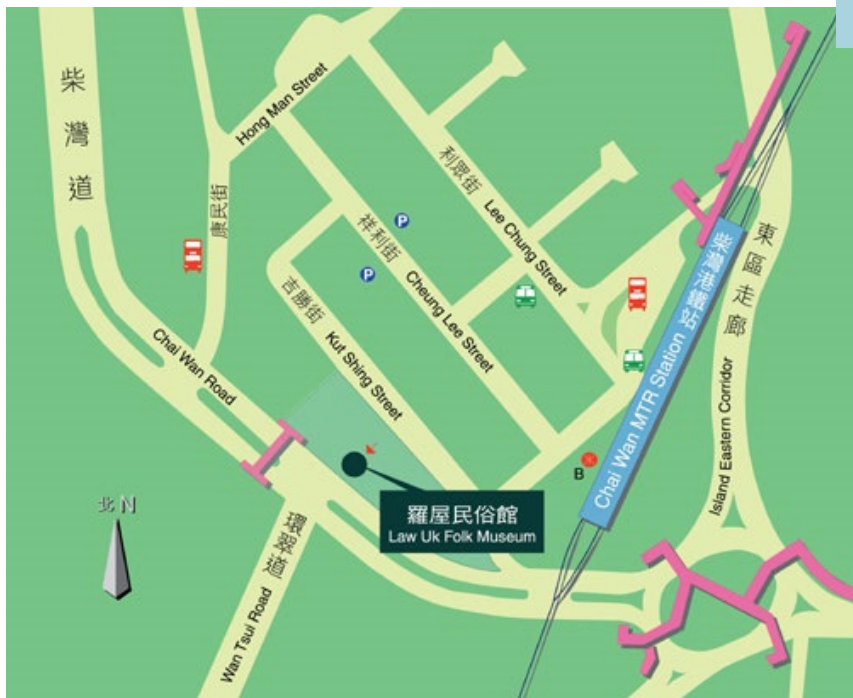 柴灣道
Hong Man Street
康民街
利眾街
Lee Chung Street
P
祥利街
Cheung Lee Street
P
吉勝街
Kut Shing Street
Chai Wan Road
柴灣港鐵站
Chai Wan MTR Station
東區走廊
Island Eastern Corridor
B
羅屋民俗館
Law Uk Folk Museum
北 N
環翠道
Wan Tsui Road